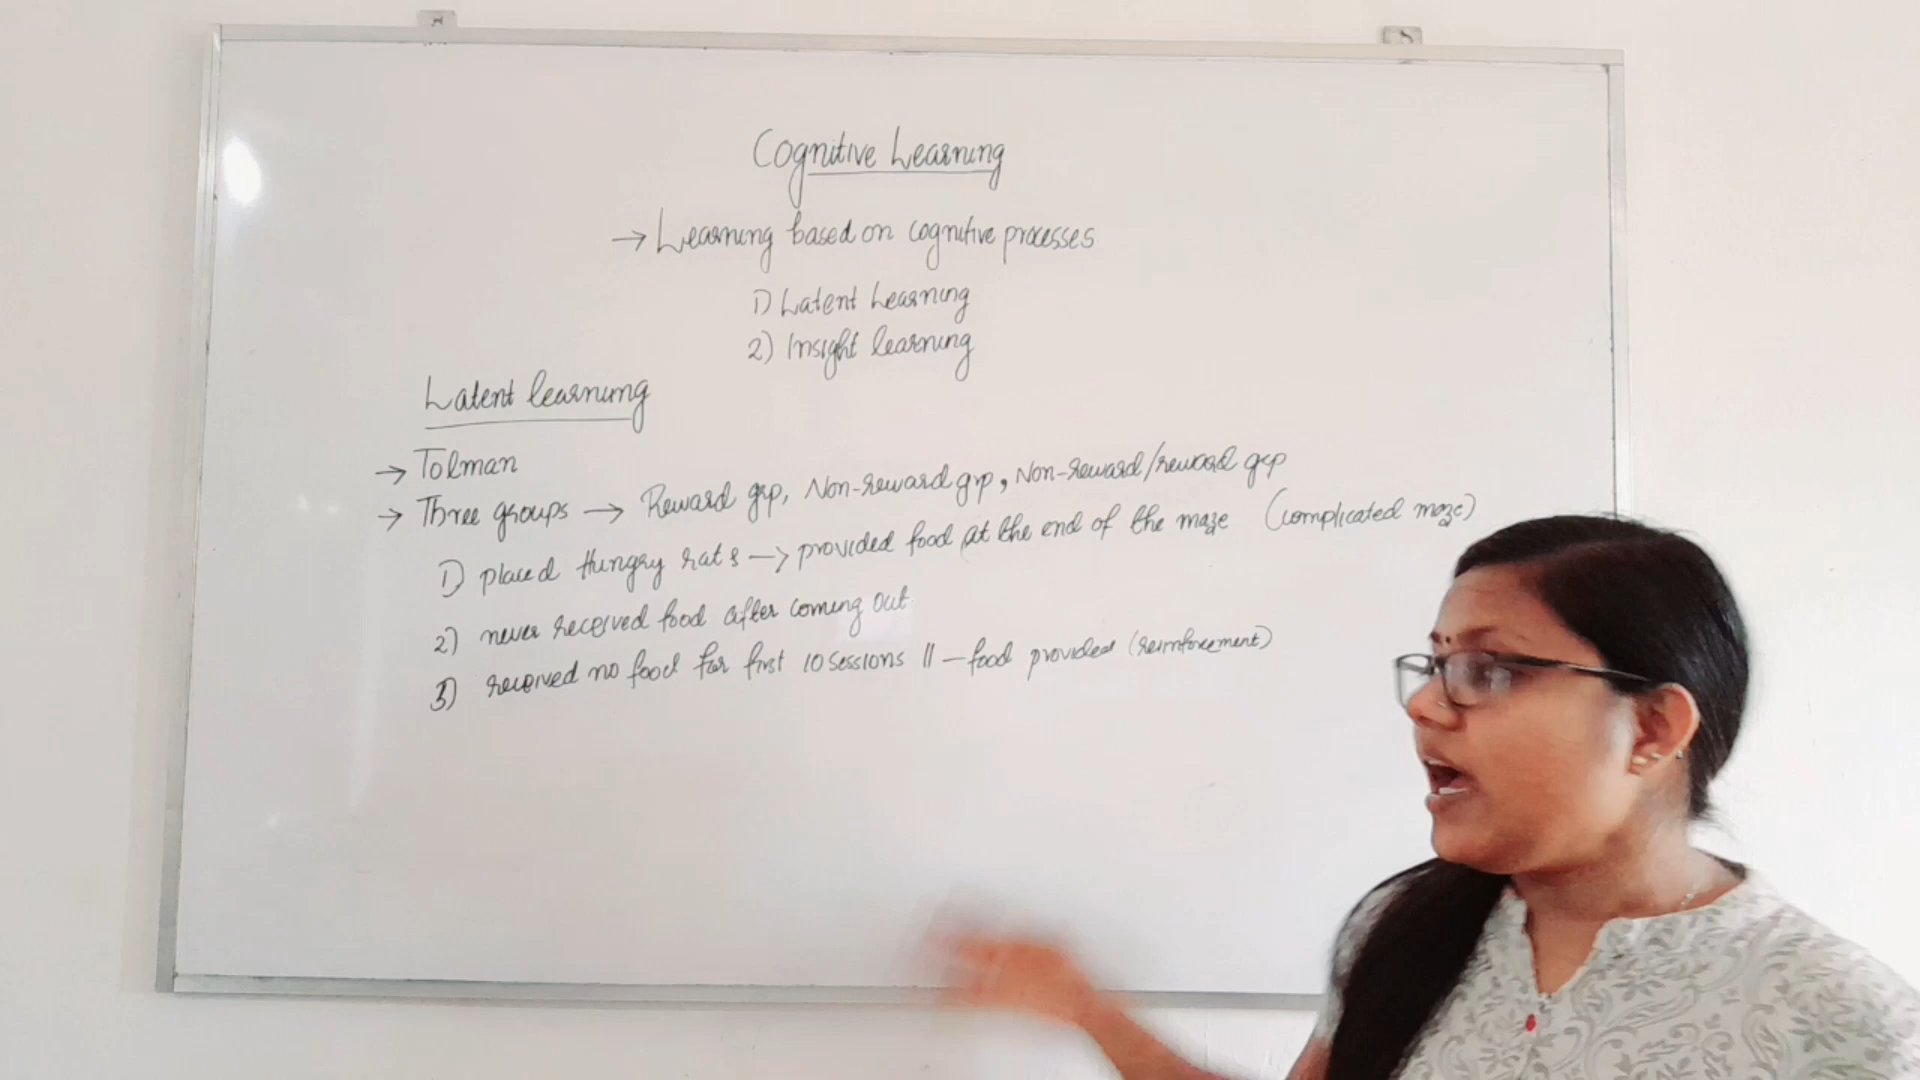 Cognitive Learning
→ Learning based on cognitive processes
1) Latent Learning
2) Insight learning
Latent learning
→ Tolman
→ Three groups → Reward grp, Non-reward grp, Non-reward/reward grp
1) placed Hungry rats → provided food at the end of the maze (complicated maze)
2) never received food after coming out
3) received no food for first 10 sessions 11 – food provided (reinforcement)